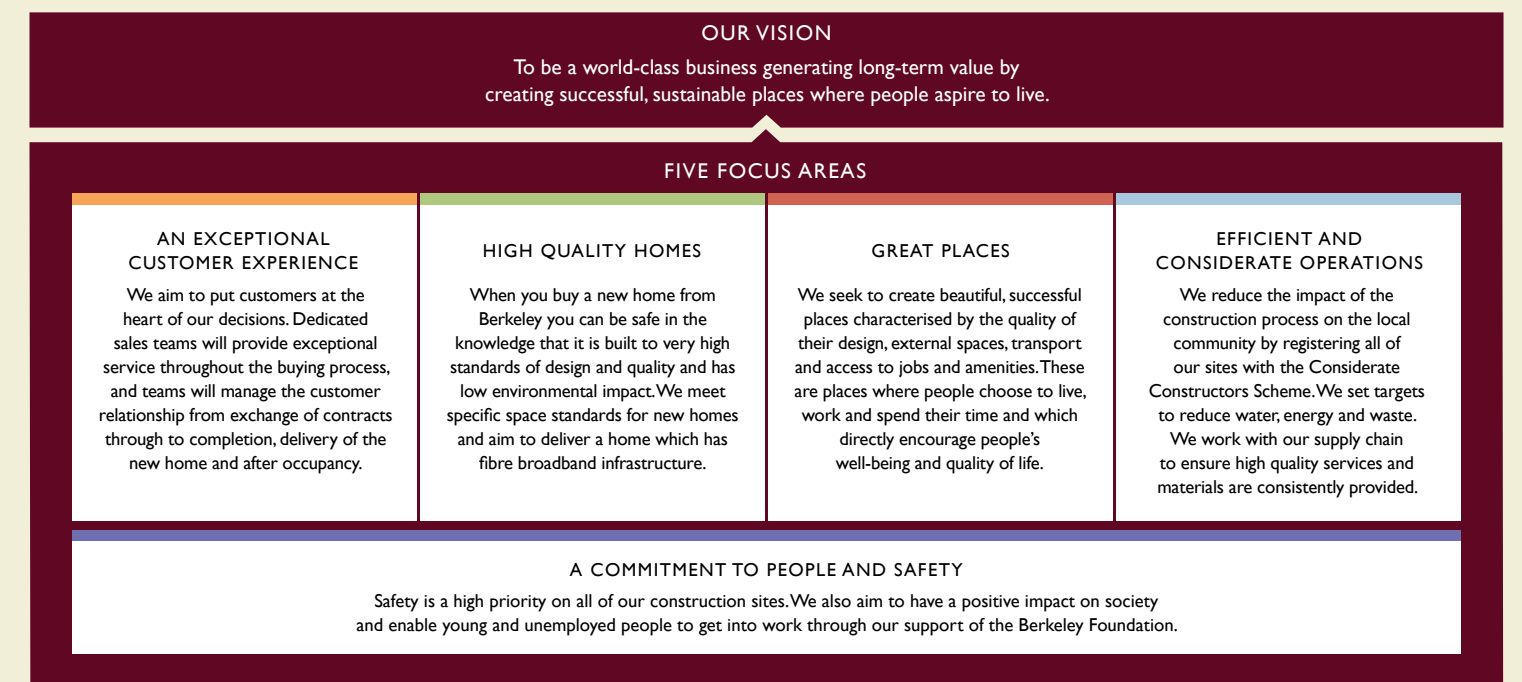 OUR VISION
To be a world-class business generating long-term value by
creating successful, sustainable places where people aspire to live.
FIVE FOCUS AREAS
AN EXCEPTIONAL
CUSTOMER EXPERIENCE
We aim to put customers at the
heart of our decisions. Dedicated
sales teams will provide exceptional
service throughout the buying process,
and teams will manage the customer
relationship from exchange of contracts
through to completion, delivery of the
new home and after occupancy.
HIGH QUALITY HOMES
When you buy a new home from
Berkeley you can be safe in the
knowledge that it is built to very high
standards of design and quality and has
low environmental impact. We meet
specific space standards for new homes
and aim to deliver a home which has
fibre broadband infrastructure.
GREAT PLACES
We seek to create beautiful, successful
places characterised by the quality of
their design, external spaces, transport
and access to jobs and amenities. These
are places where people choose to live,
work and spend their time and which
directly encourage people's
well-being and quality of life.
EFFICIENT AND
CONSIDERATE OPERATIONS
We reduce the impact of the
construction process on the local
community by registering all of
our sites with the Considerate
Constructors Scheme. We set targets
to reduce water, energy and waste.
We work with our supply chain
to ensure high quality services and
materials are consistently provided.
A COMMITMENT TO PEOPLE AND SAFETY
Safety is a high priority on all of our construction sites. We also aim to have a positive impact on society
and enable young and unemployed people to get into work through our support of the Berkeley Foundation.